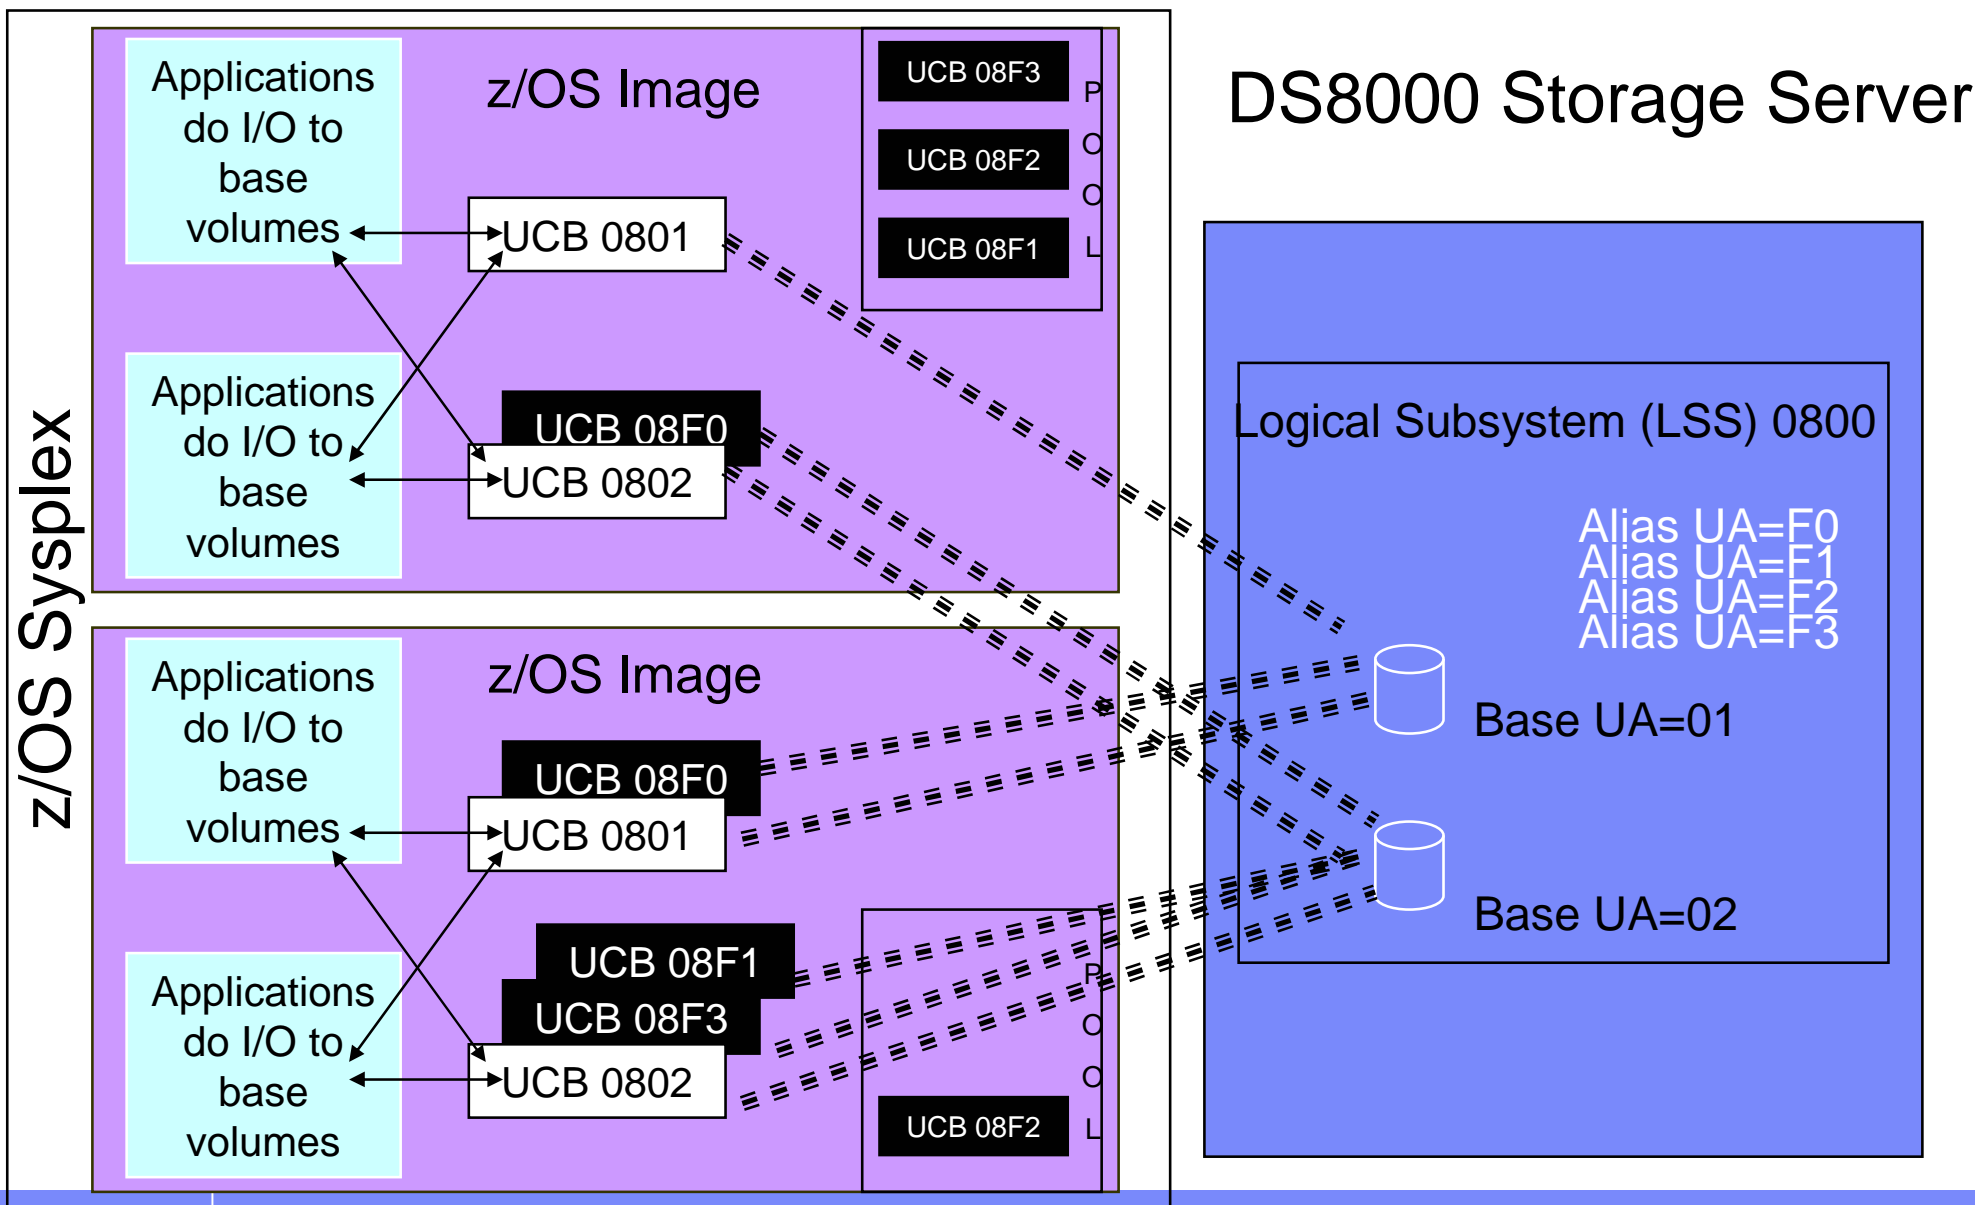 z/OS Sysplex
Applications
do I/O to
base
volumes
z/OS Image
UCB 08F3
UCB 08F2
UCB 08F1
P
O
O
L
UCB 0801
Applications
do I/O to
base
volumes
UCB 08F0
UCB 0802
Applications
do I/O to
base
volumes
z/OS Image
UCB 08F0
UCB 0801
Applications
do I/O to
base
volumes
UCB 08F1
UCB 08F3
UCB 0802
P
O
O
L
UCB 08F2
DS8000 Storage Server
Logical Subsystem (LSS) 0800
Alias UA=F0
Alias UA=F1
Alias UA=F2
Alias UA=F3
Base UA=01
Base UA=02